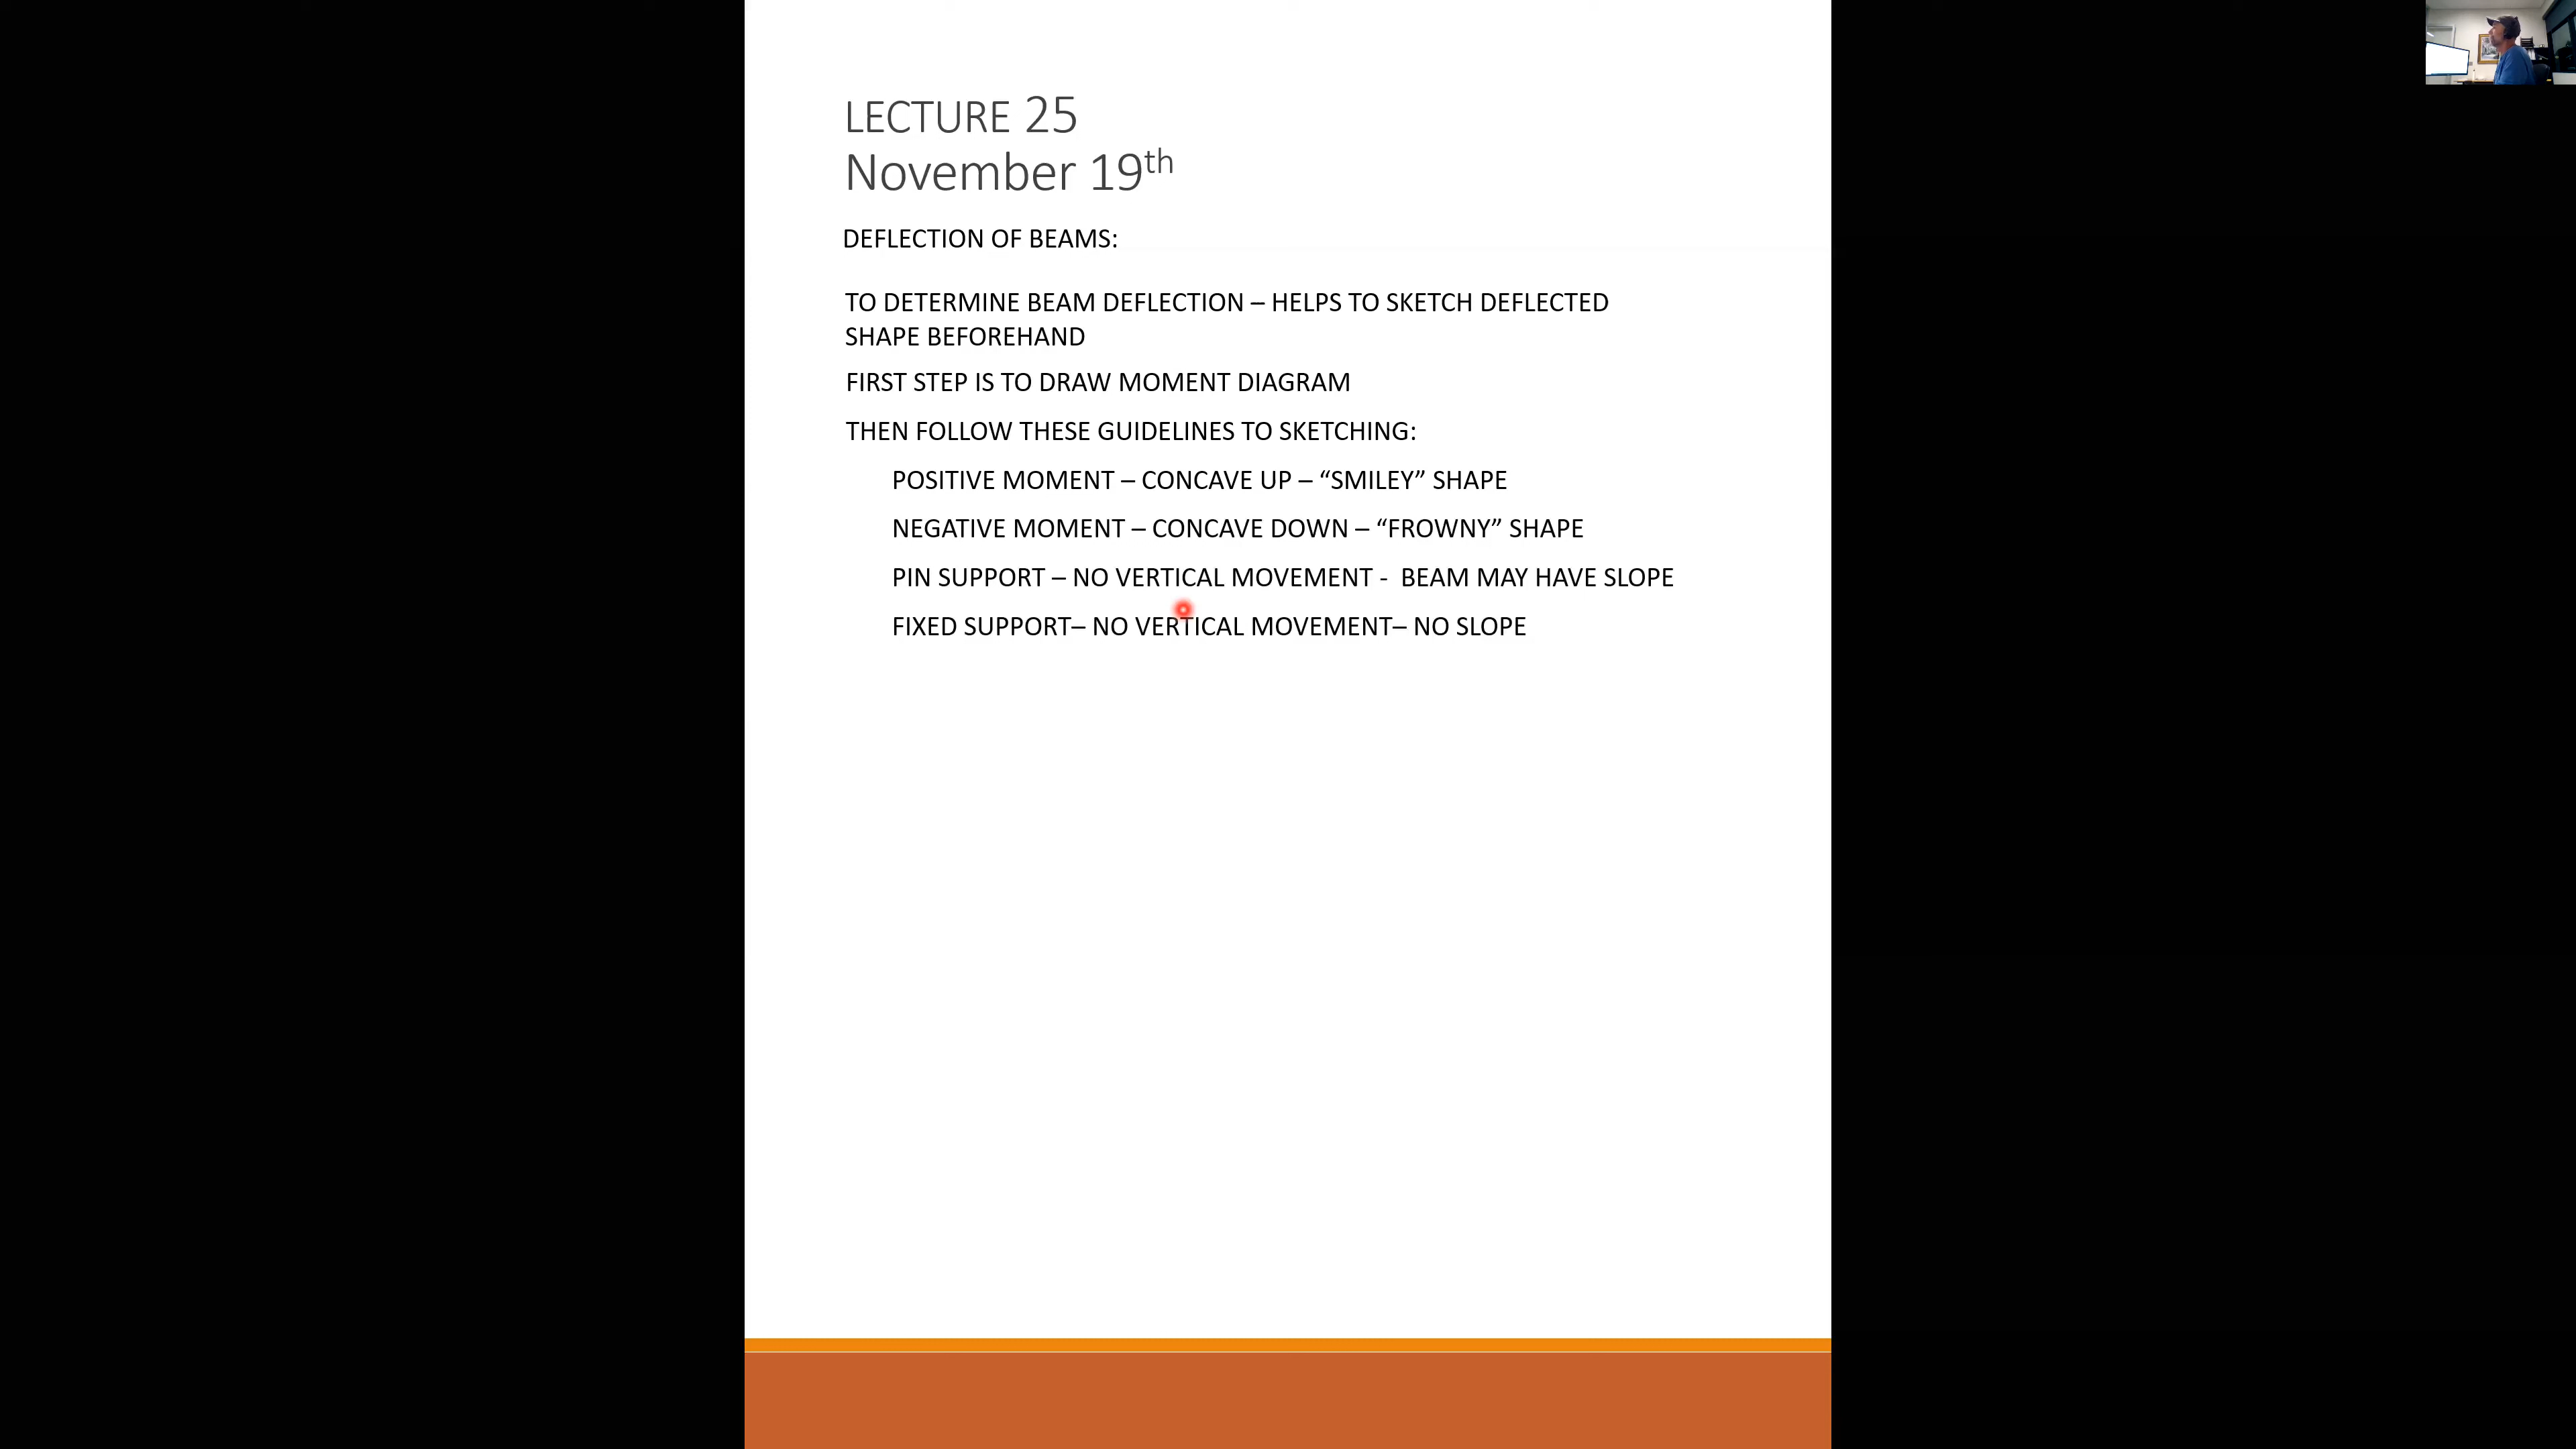 LECTURE 25
November 19th
DEFLECTION OF BEAMS:
TO DETERMINE BEAM DEFLECTION – HELPS TO SKETCH DEFLECTED
SHAPE BEFOREHAND
FIRST STEP IS TO DRAW MOMENT DIAGRAM
THEN FOLLOW THESE GUIDELINES TO SKETCHING:
POSITIVE MOMENT – CONCAVE UP – “SMILEY” SHAPE
NEGATIVE MOMENT – CONCAVE DOWN – “FROWNY” SHAPE
PIN SUPPORT – NO VERTICAL MOVEMENT -  BEAM MAY HAVE SLOPE
FIXED SUPPORT– NO VERTICAL MOVEMENT– NO SLOPE